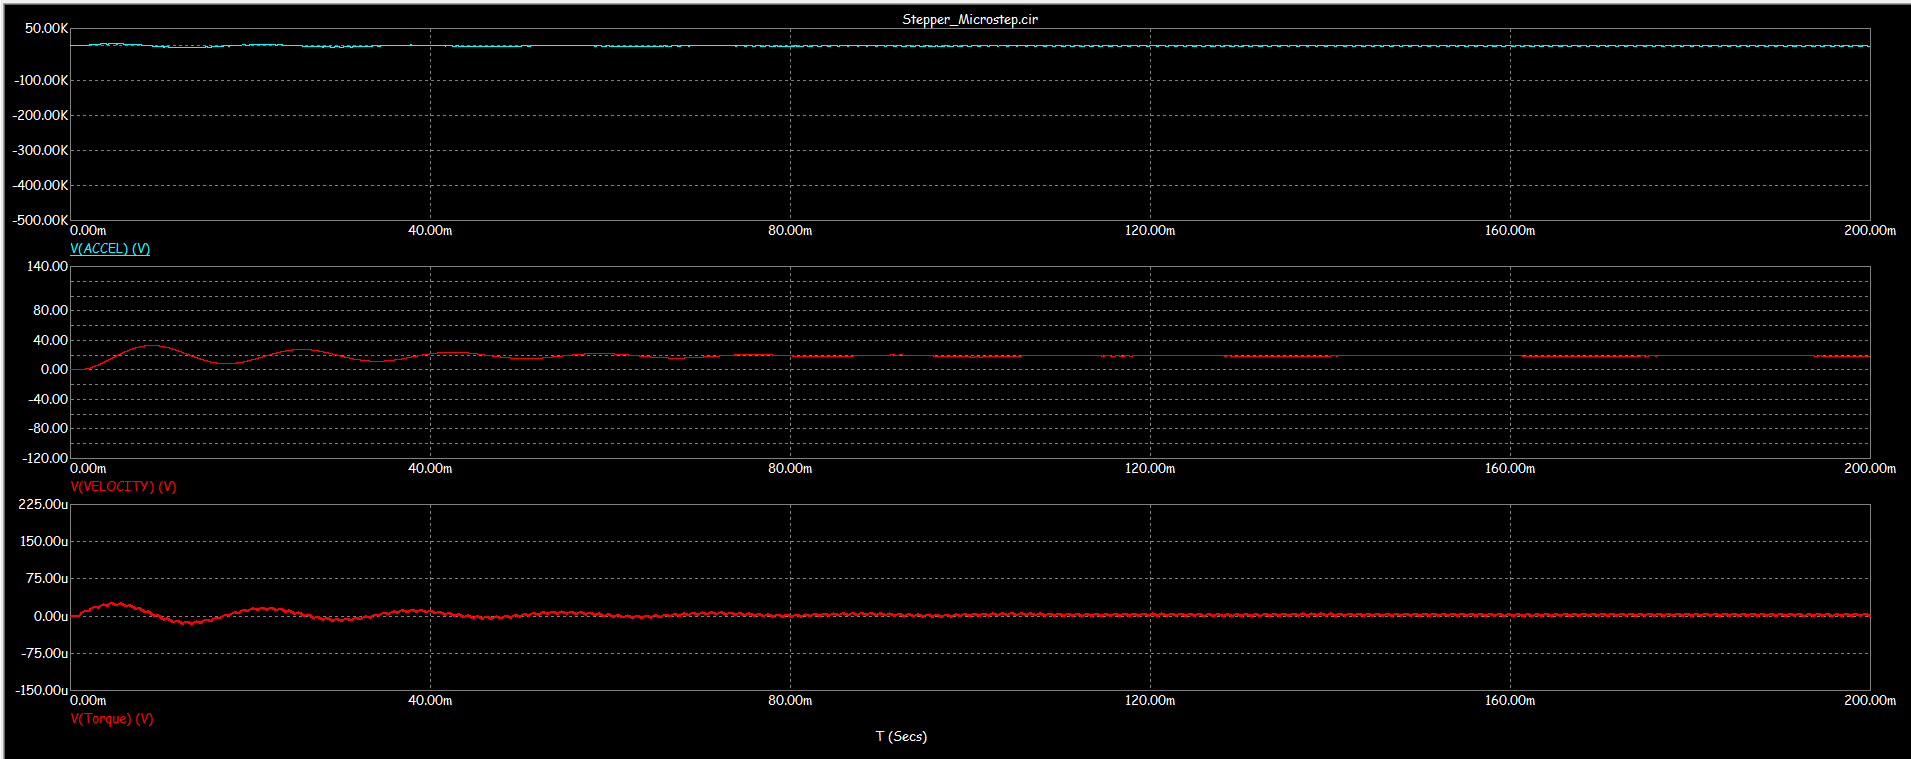 Stepper_Microstep.cir
50.00K
-100.00K
-200.00K
-300.00K
-400.00K
-500.00K
0.00m 40.00m 80.00m 120.00m 160.00m 200.00m
V(ACCEL) (V)
140.00
80.00
40.00
0.00
-40.00
-80.00
-120.00
0.00m 40.00m 80.00m 120.00m 160.00m 200.00m
V(VELOCITY) (V)
225.00u
150.00u
75.00u
0.00u
-75.00u
-150.00u
0.00m 40.00m 80.00m 120.00m 160.00m 200.00m
V(Torque) (V)
T (Secs)